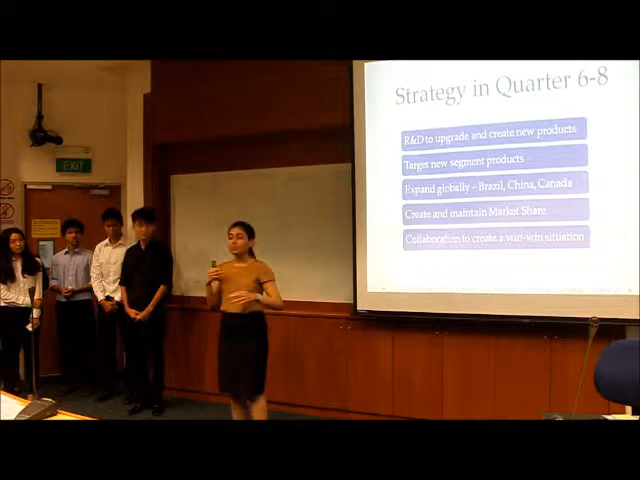 Strategy in Quarter 6-8
R&D to upgrade and create new products
Target new segment products
Expand globally – Brazil, China, Canada
Create and maintain Market Share
Collaboration to create a win-win situation
EXIT